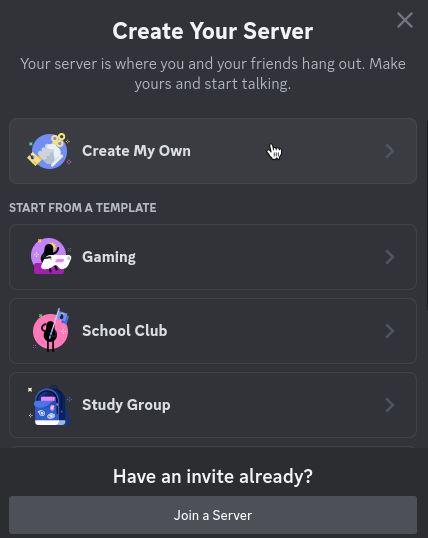 Create Your Server
Your server is where you and your friends hang out. Make
yours and start talking.
Create My Own
START FROM A TEMPLATE
Gaming
School Club
Study Group
Have an invite already?
Join a Server